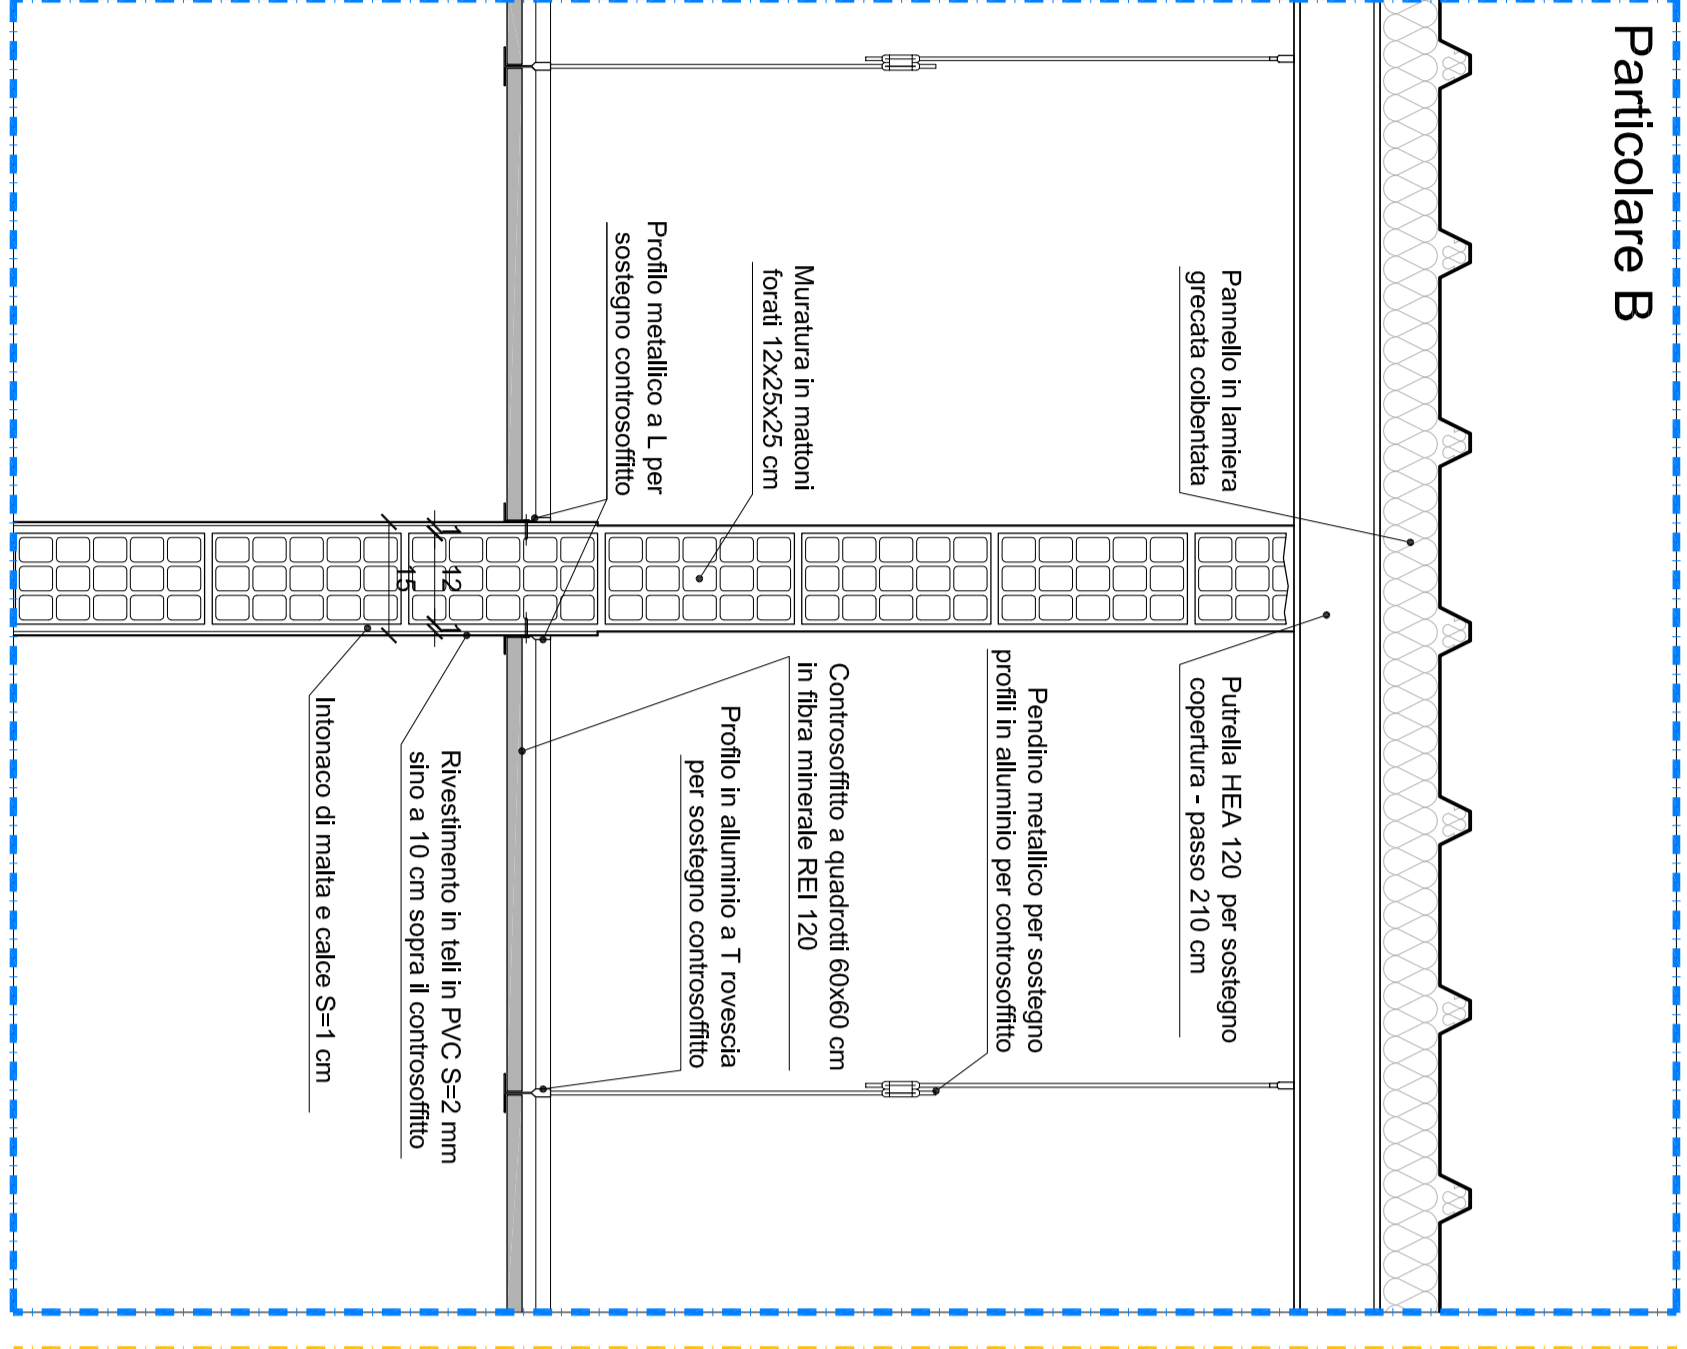 Particolare B
Pannello in lamiera
grecata coibentata
Putrella HEA 120 per sostegno
copertura - passo 210 cm
Muratura in mattoni
forati 12x25x25 cm
Pendino metallico per sostegno
profili in alluminio per controsoffitto
Controsoffitto a quadrotti 60x60 cm
in fibra minerale REI 120
Profilo metallico a L per
sostegno controsoffitto
Profilo in alluminio a T rovescia
per sostegno controsoffitto
1
12
1
15
Rivestimento in teli in PVC S=2 mm
sino a 10 cm sopra il controsoffitto
Intonaco di malta e calce S=1 cm